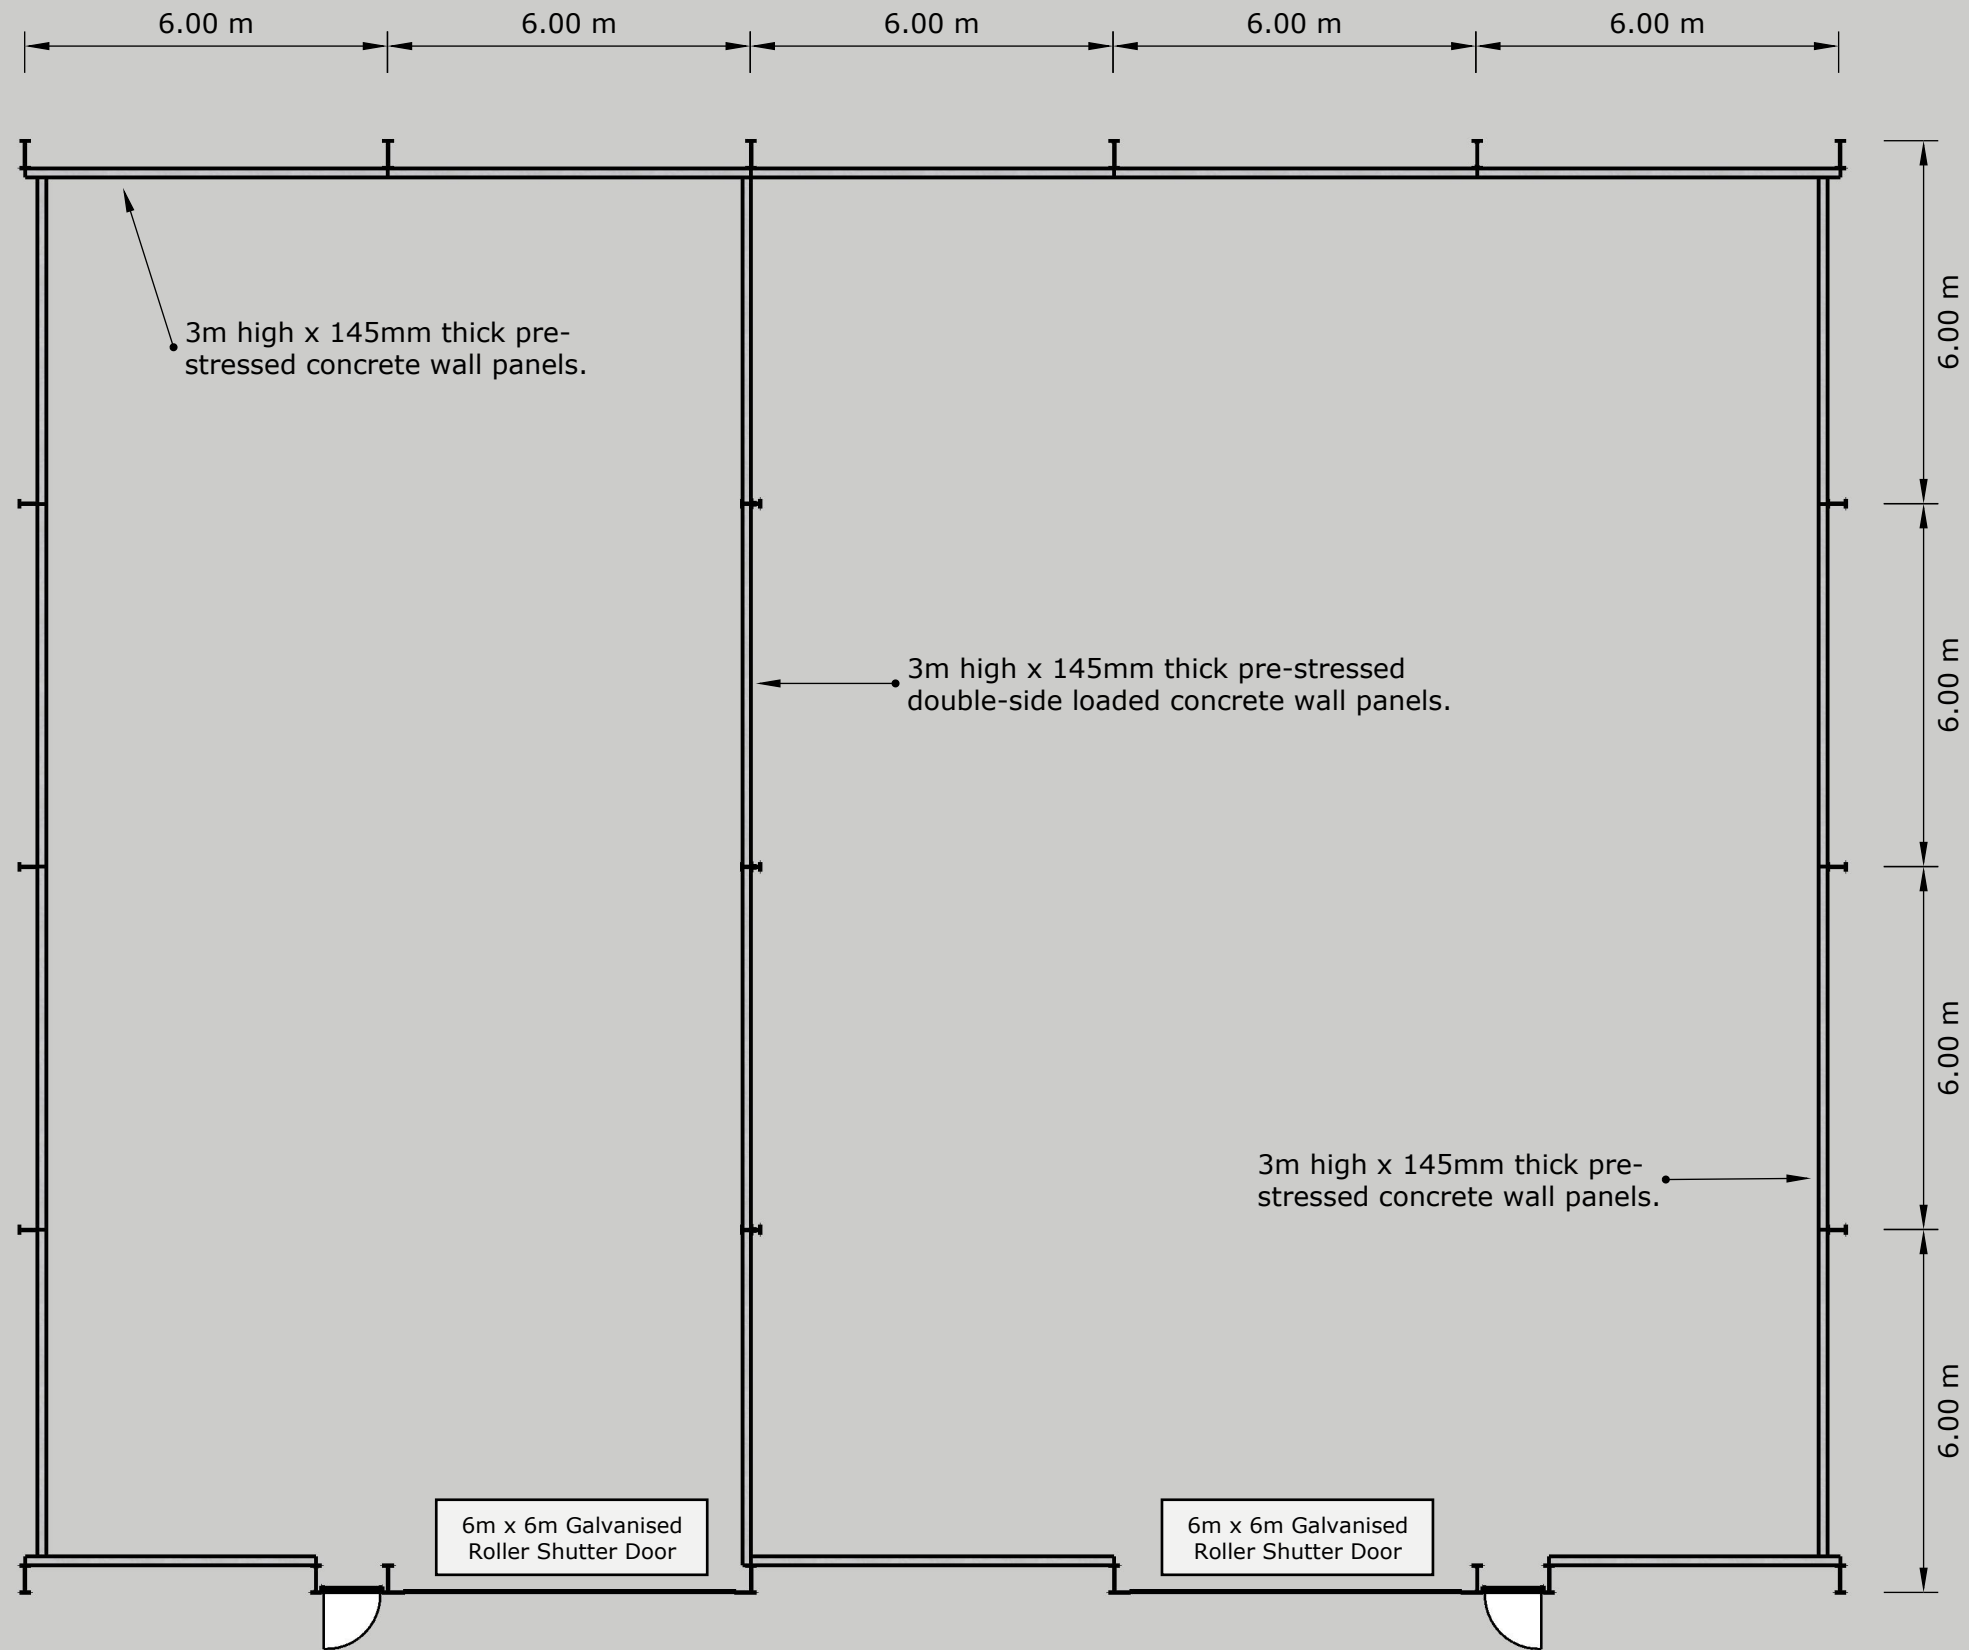 6.00 m
6.00 m
6.00 m
6.00 m
6.00 m
6.00 m
3m high x 145mm thick pre-
stressed concrete wall panels.
3m high x 145mm thick pre-stressed
double-side loaded concrete wall panels.
6.00 m
6.00 m
3m high x 145mm thick pre-
stressed concrete wall panels.
6.00 m
6m x 6m Galvanised
Roller Shutter Door
6m x 6m Galvanised
Roller Shutter Door